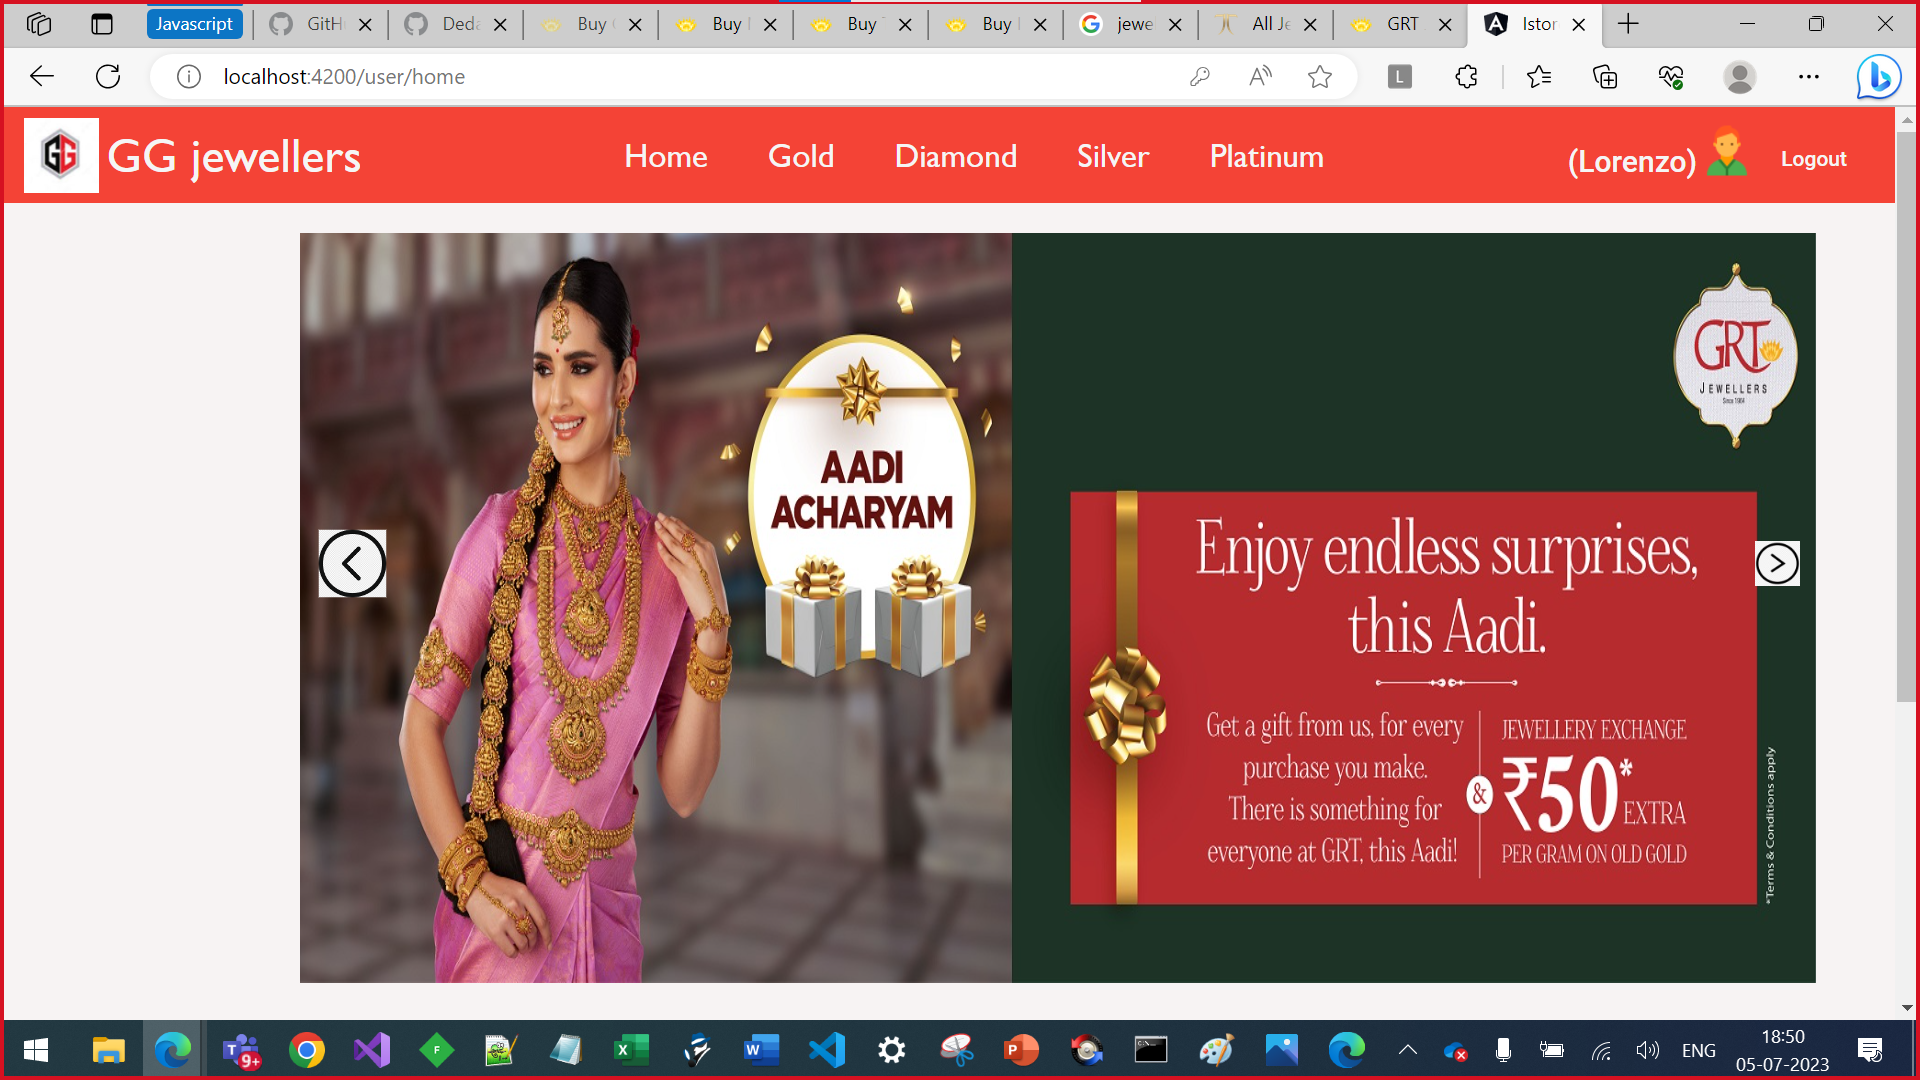 Javascript
GitH
Deda
Buy
Buy
Buy
Buy
jewe
All Je
GRT
Istor
localhost:4200/user/home
L
GG
GG jewellers
Home
Gold
Diamond
Silver
Platinum
(Lorenzo)
Logout
GRT
JEWELLERS
Since 1964
AADI
ACHARYAM
Enjoy endless surprises,
this Aadi.
Get a gift from us, for every
purchase you make.
There is something for
everyone at GRT, this Aadi!
&
JEWELLERY EXCHANGE
₹50*
EXTRA
PER GRAM ON OLD GOLD
*Terms & Conditions apply
9+
F
ENG
18:50
05-07-2023